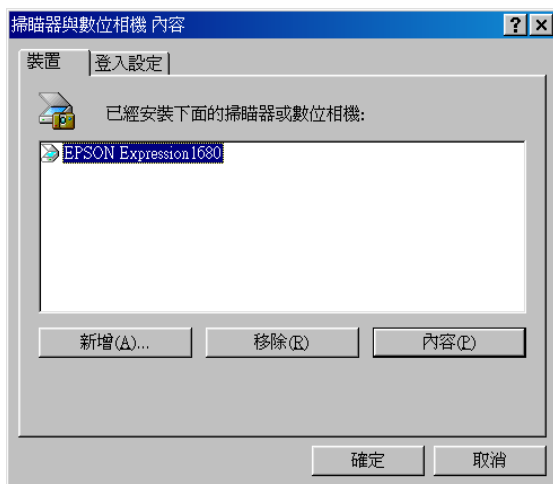 掃瞄器與數位相機 內容
裝置 登入設定
已經安裝下面的掃瞄器或數位相機:
EPSON Expression1680
新增(A)... 移除(R) 內容(P)
確定 取消